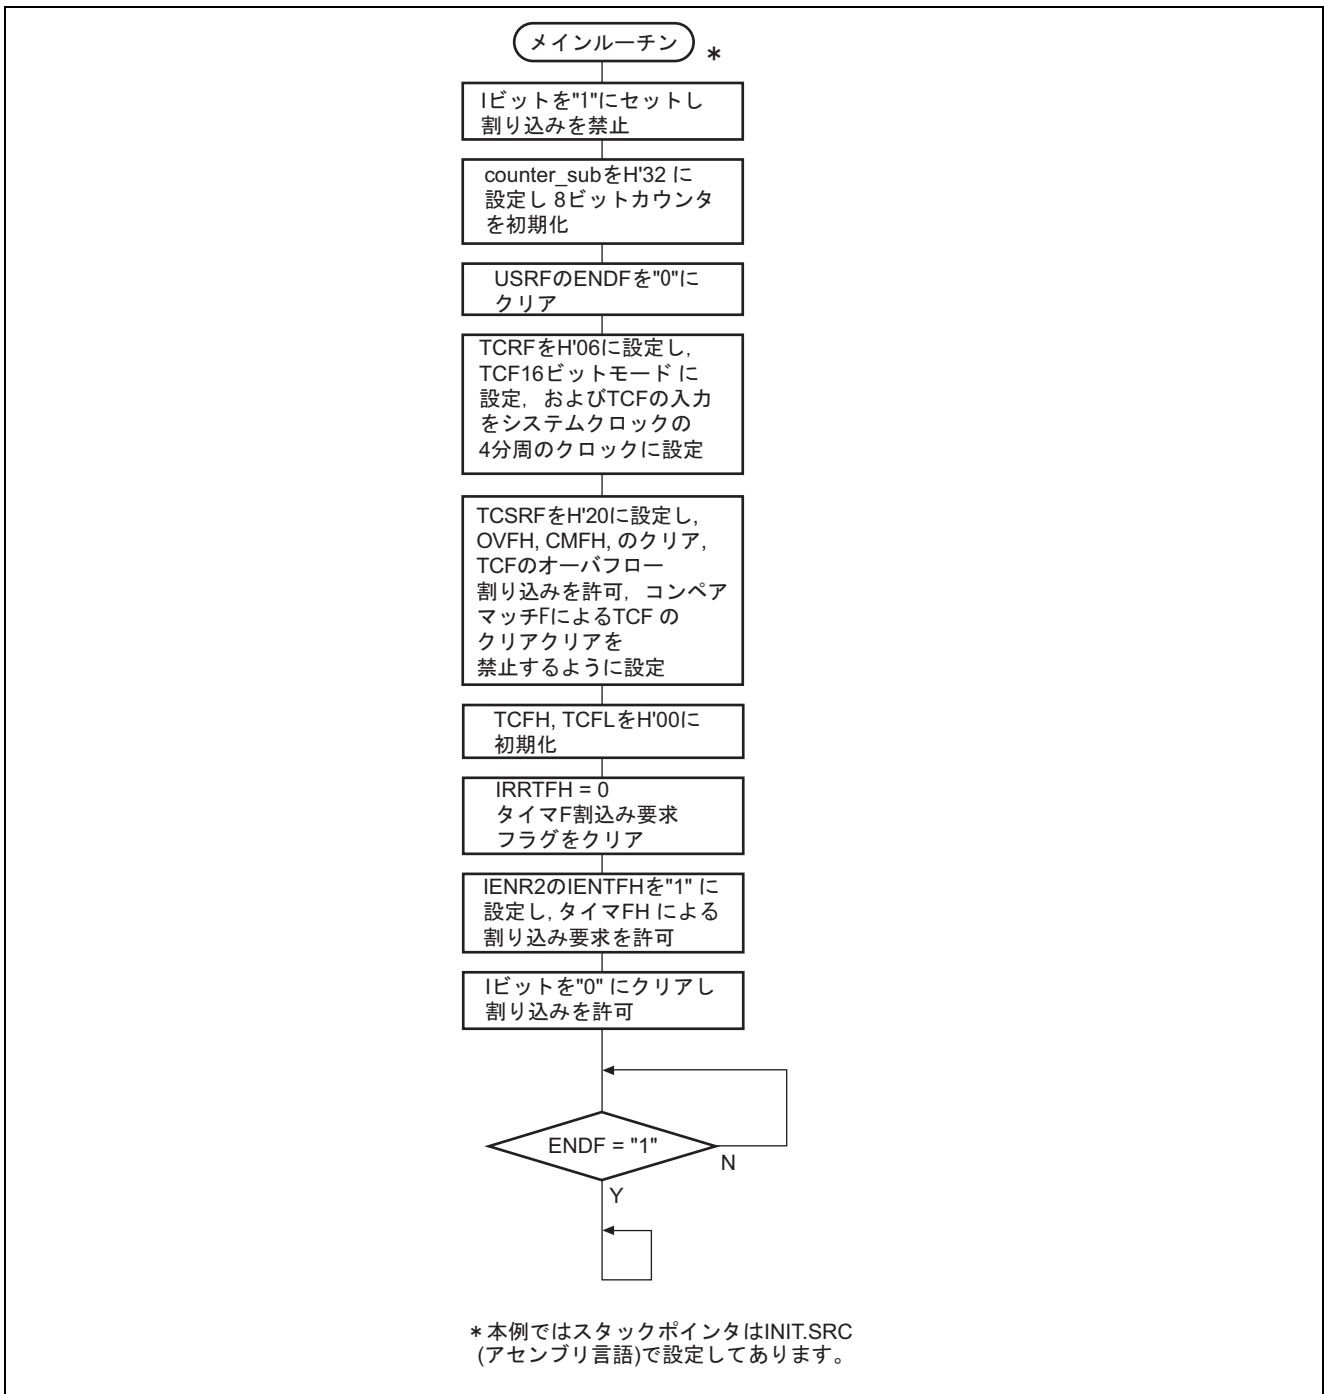 メインルーチン
*
Iビットを"1"にセットし
割り込みを禁止
counter_subをH'32 に
設定し 8ビットカウンタ
を初期化
USRFのENDFを"0"に
クリア
TCRFをH'06に設定し,
TCF16ビットモード に
設定, およびTCFの入力
をシステムクロックの
4分周のクロックに設定
TCSRFをH'20に設定し,
OVFH, CMFH, のクリア,
TCFのオーバフロー
割り込みを許可, コンペア
マッチFによるTCF の
クリアクリアを
禁止するように設定
TCFH, TCFLをH'00に
初期化
IRRTFH = 0
タイマF割込み要求
フラグをクリア
IENR2のIENTFHを"1" に
設定し, タイマFH による
割り込み要求を許可
Iビットを"0" にクリアし
割り込みを許可
ENDF = "1"
N
Y
* 本例ではスタックポインタはINIT.SRC
(アセンブリ言語)で設定してあります。